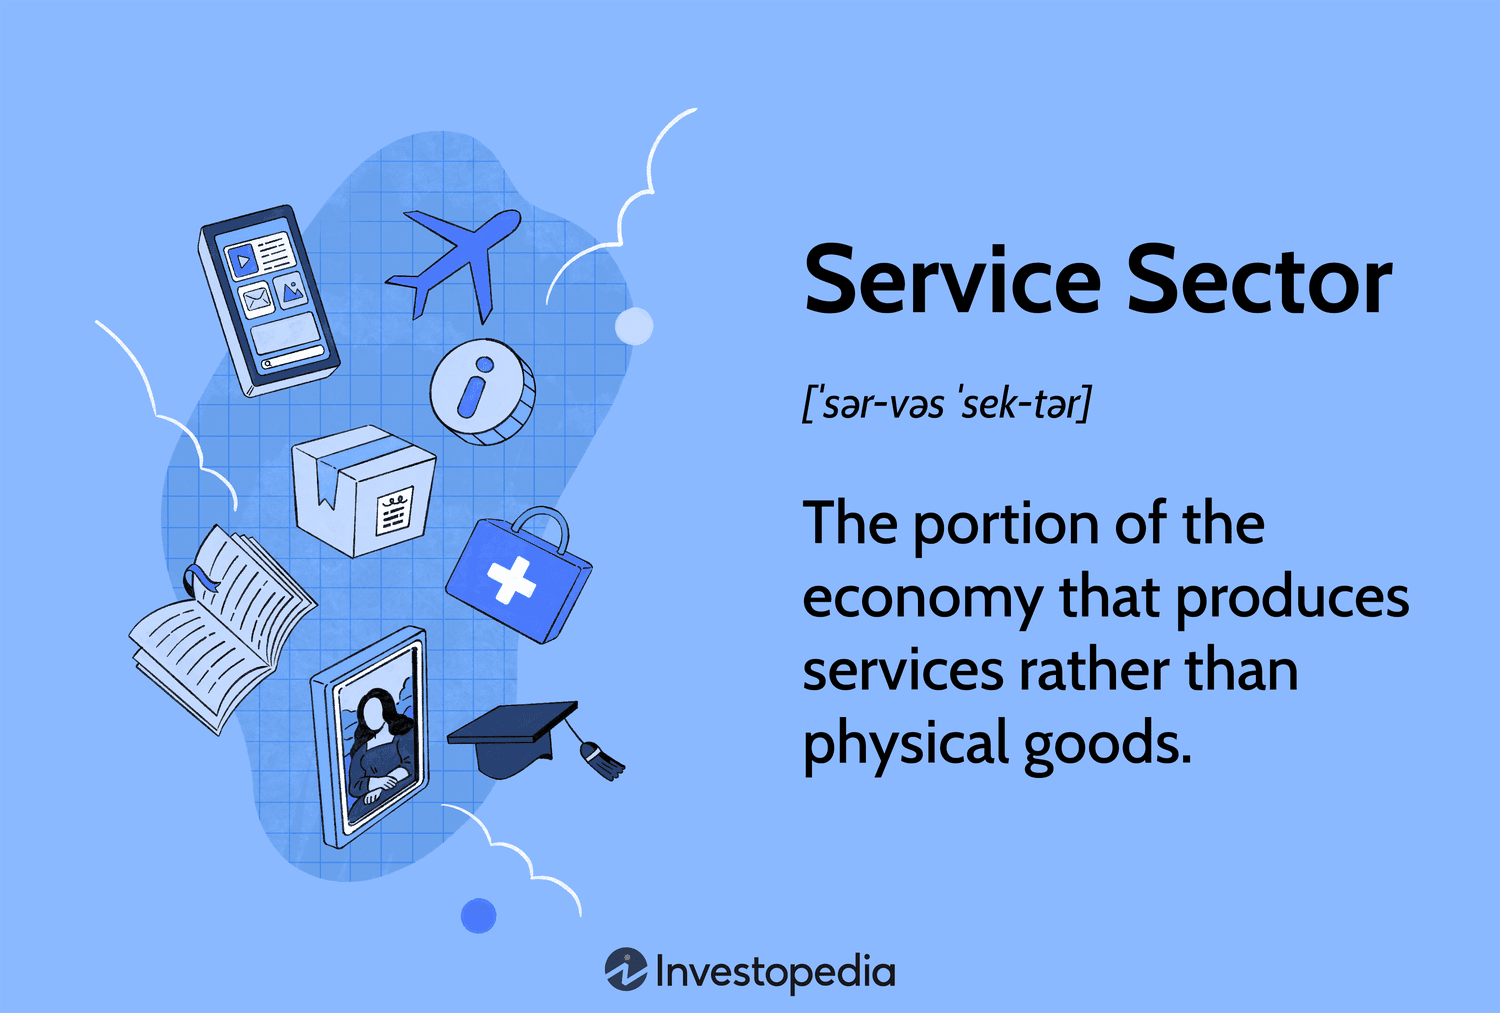 Service Sector
[ˈsər-vəs ˈsek-tər]
The portion of the
economy that produces
services rather than
physical goods.
Investopedia